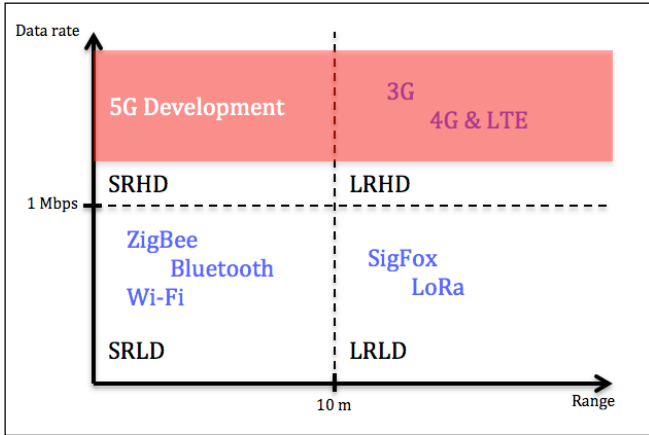 Data rate
5G Development
3G
4G & LTE
SRHD
LRHD
1 Mbps
ZigBee
Bluetooth
Wi-Fi
SigFox
LoRa
SRLD
LRLD
10 m
Range